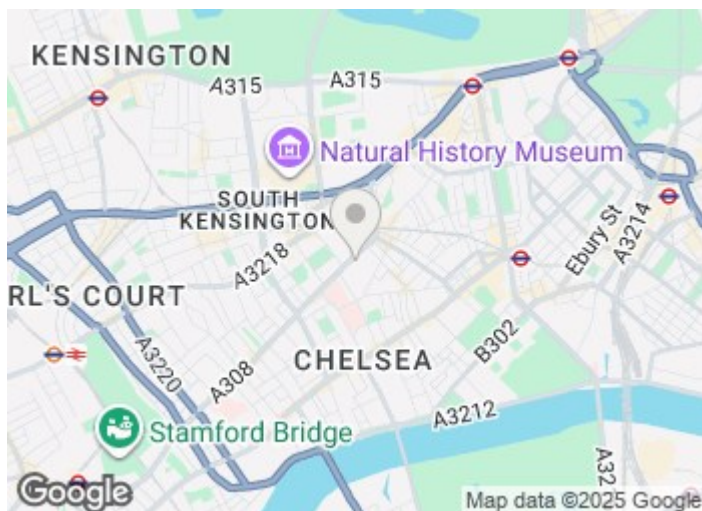 KENSINGTON
A315
A315
Natural History Museum
SOUTH
KENSINGTON
A3218
Ebury St
A3214
RL'S COURT
A3220
A308
CHELSEA
B302
A3212
Stamford Bridge
A32
Google
Map data ©2025 Google